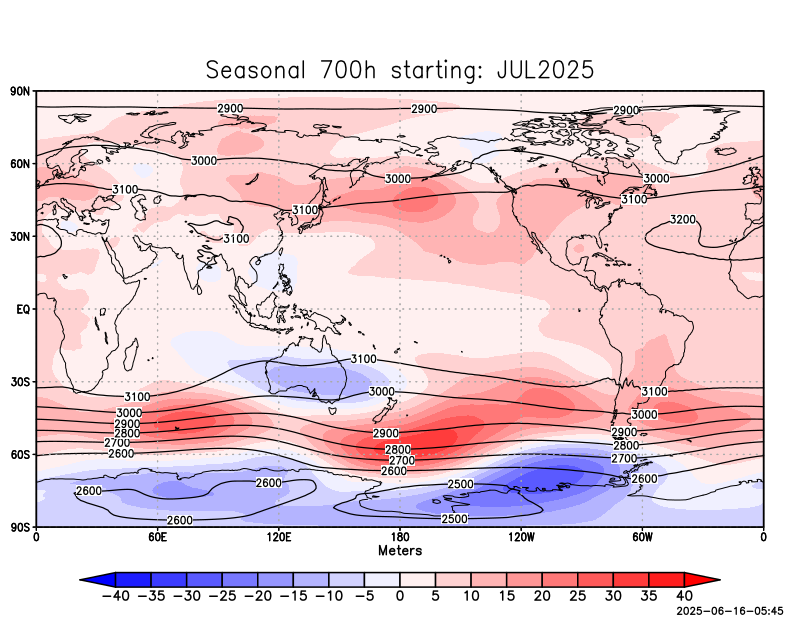 Seasonal 700h starting: JUL2025
90N
2900 2900 2900
60N
3000 3000 3000
3100 3100 3100
3200
30N
3100
EQ
3100
30S
3100 3000 3100
3000 3000
2900 2900 2900
2800 2800 2800
2700 2700 2700
60S
2600 2600 2600
2600 2600 2500
2600 2500
90S
0 60E 120E 180 120W 60W 0
Meters
−40 −35 −30 −25 −20 −15 −10 −5 0 5 10 15 20 25 30 35 40
2025-06-16-05:45